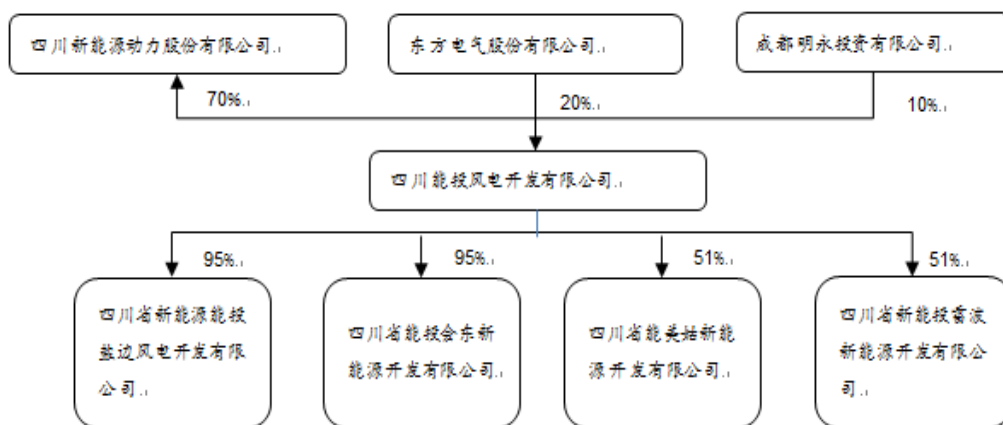 四川新能源动力股份有限公司
东方电气股份有限公司
成都明永投资有限公司
70%
20%
10%
四川能投风电开发有限公司
95%
95%
51%
51%
四川省新能源能投
盐边风电开发有限
公司
四川省能投会东新
能源开发有限公司
四川省能美姑新能
源开发有限公司
四川省新能投雷波
新能源开发有限公
司